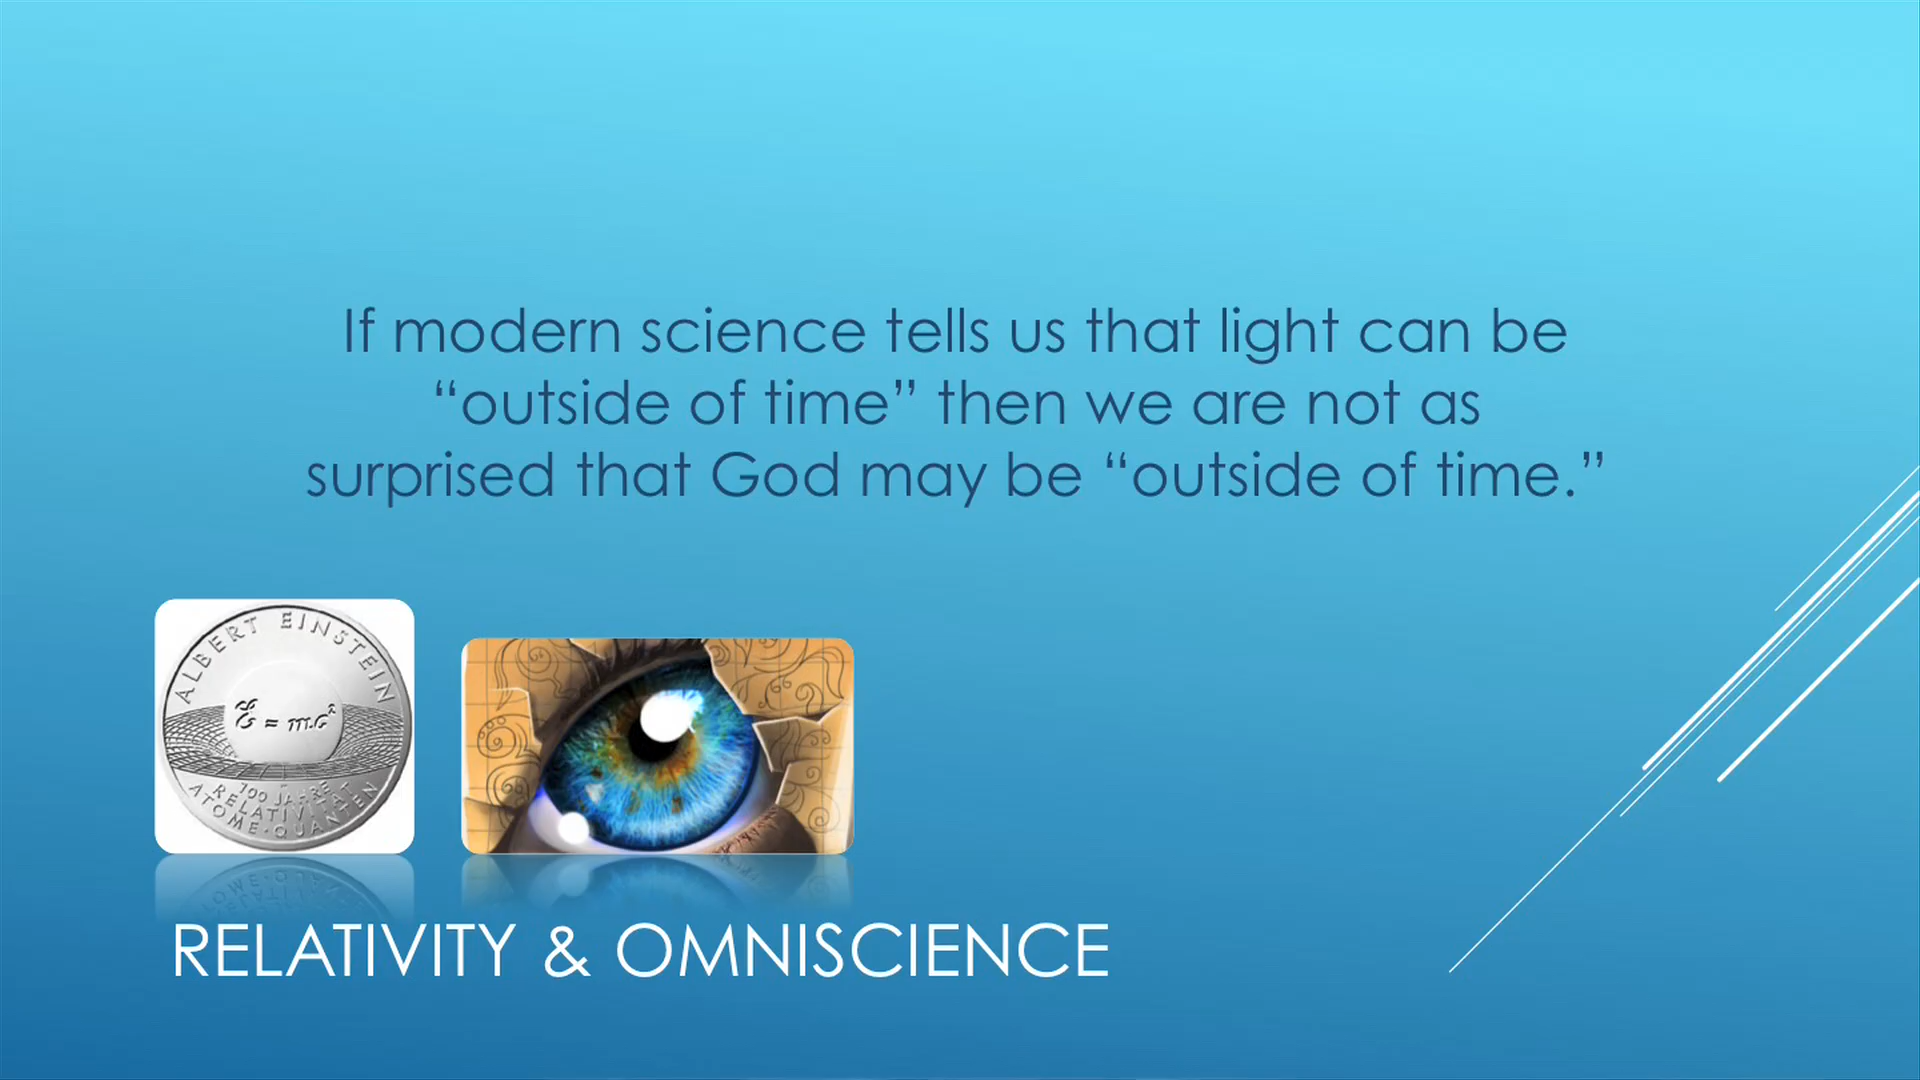 If modern science tells us that light can be
“outside of time” then we are not as
surprised that God may be “outside of time.”
ALBERT EINSTEIN
E = mc²
100 JAHRE
RELATIVITÄT
ATOME · QUANTEN
RELATIVITY & OMNISCIENCE